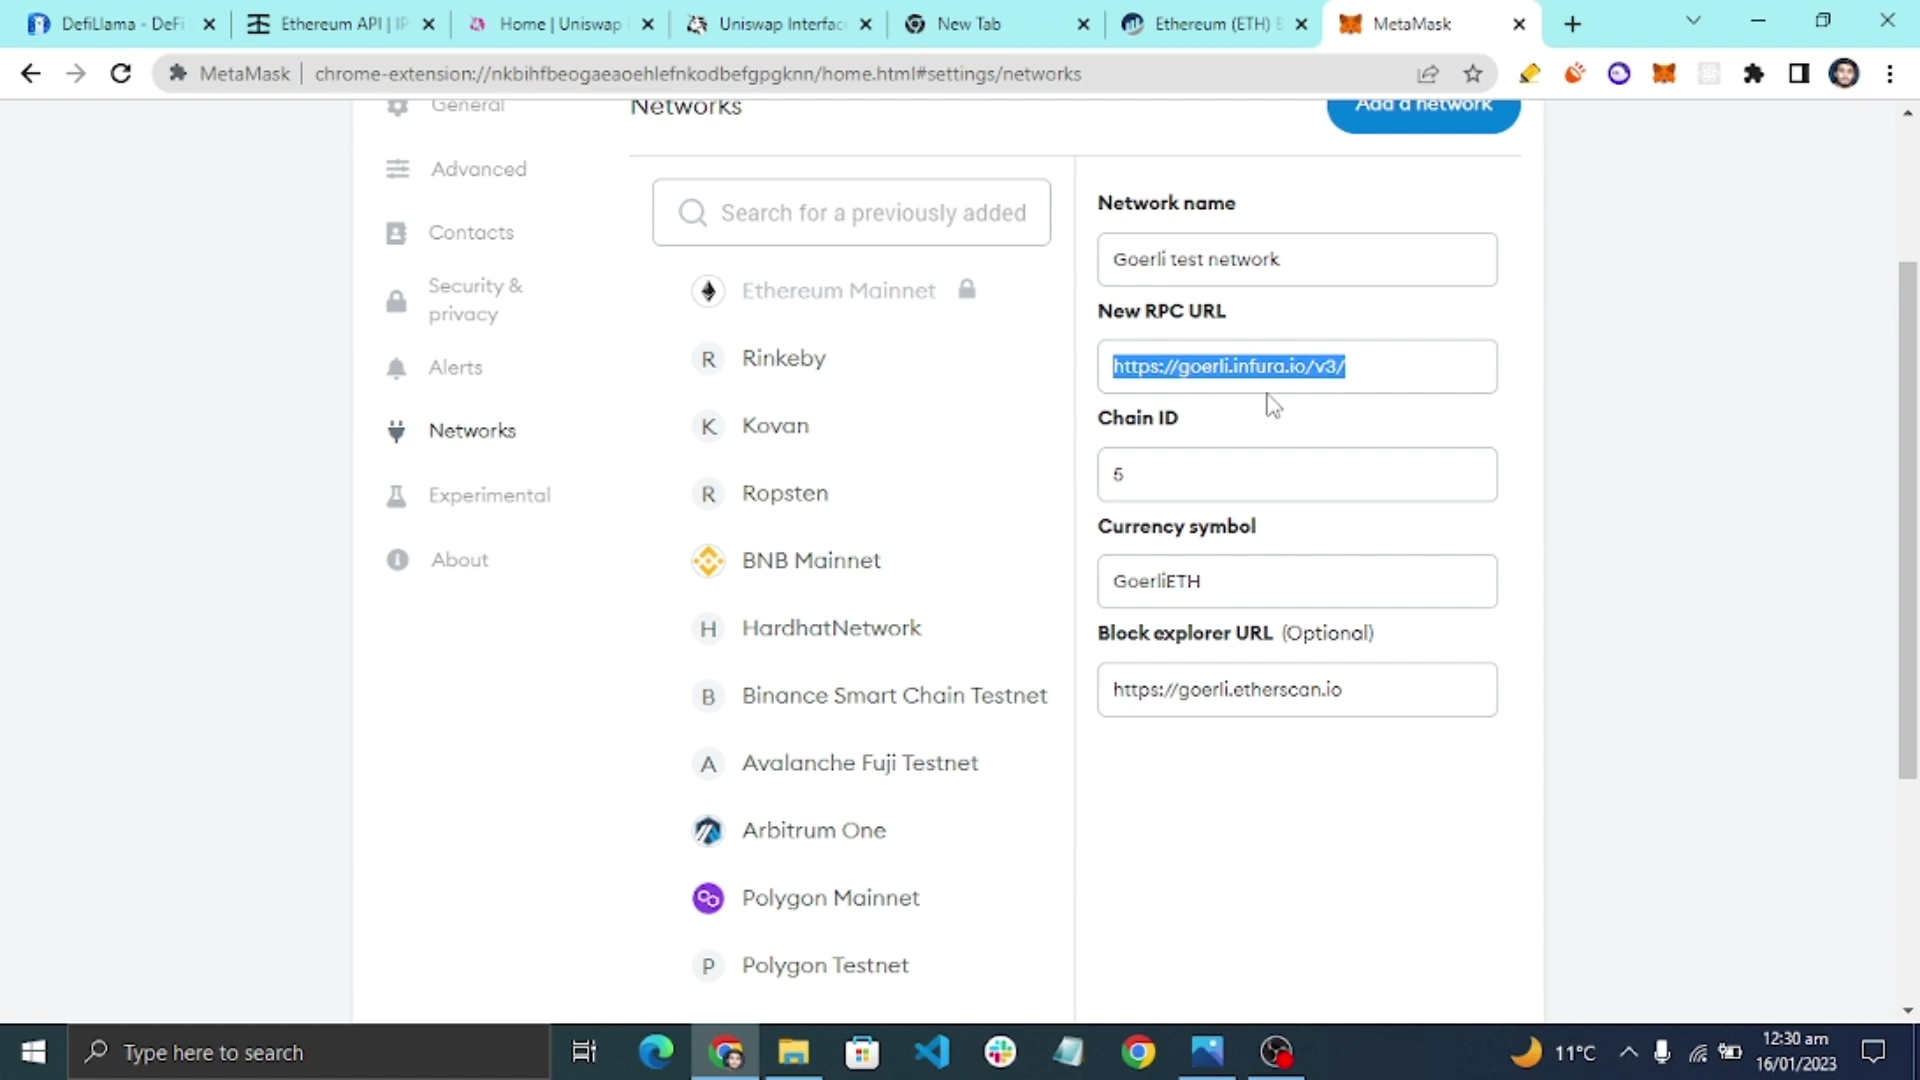 DefiLlama - DeFi
Ethereum API | IP
Home | Uniswap
Uniswap Interfac
New Tab
Ethereum (ETH) B
MetaMask
MetaMask
chrome-extension://nkbihfbeogaeaoehlefnkodbefgpgknn/home.html#settings/networks
General
Advanced
Contacts
Security &
privacy
Alerts
Networks
Experimental
About
Networks
Add a network
Search for a previously added
Ethereum Mainnet
R Rinkeby
K Kovan
R Ropsten
BNB Mainnet
H HardhatNetwork
B Binance Smart Chain Testnet
A Avalanche Fuji Testnet
Arbitrum One
Polygon Mainnet
P Polygon Testnet
Network name
Goerli test network
New RPC URL
https://goerli.infura.io/v3/
Chain ID
5
Currency symbol
GoerliETH
Block explorer URL (Optional)
https://goerli.etherscan.io
Type here to search
11°C
12:30 am
16/01/2023